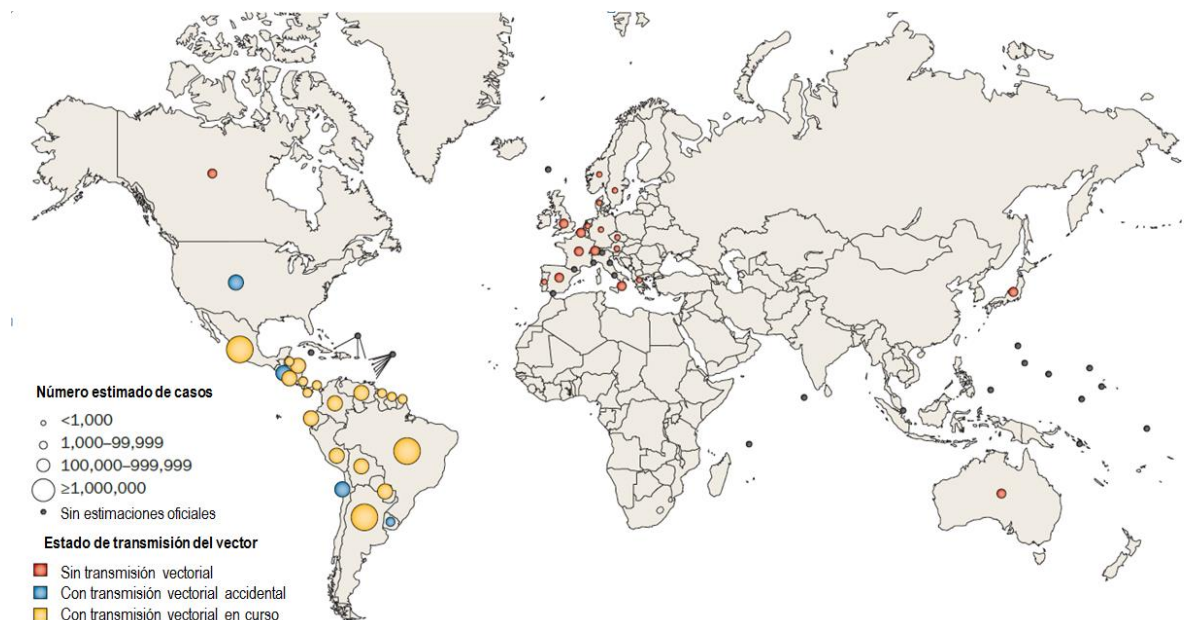 Número estimado de casos
<1,000
1,000–99,999
100,000–999,999
≥1,000,000
Sin estimaciones oficiales
Estado de transmisión del vector
Sin transmisión vectorial
Con transmisión vectorial accidental
Con transmisión vectorial en curso